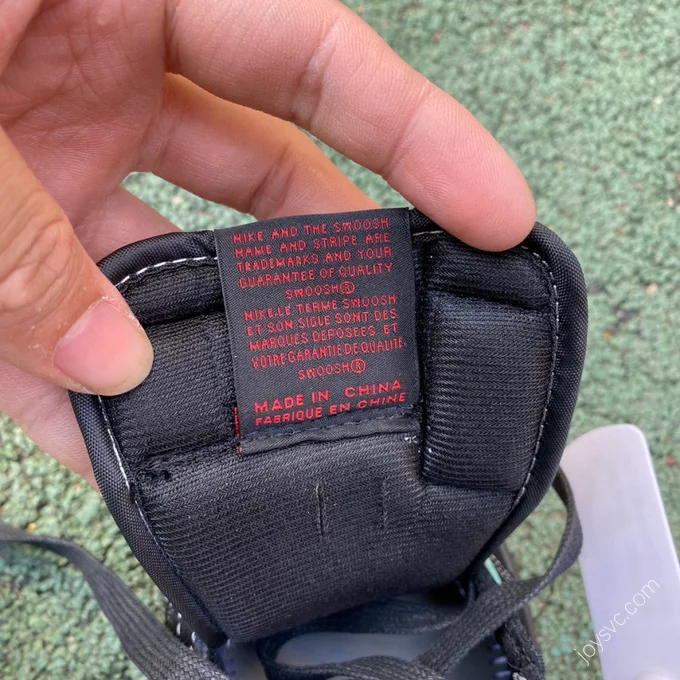 NIKE AND THE SWOOSH
NAME AND STRIPE ARE
TRADEMARKS AND YOUR
GUARANTEE OF QUALITY
SWOOSH®
NIKE·LE TERME SWOOSH
ET SON SIGLE SONT DES
MARQUES DEPOSEES ET
VOTRE GARANTIE DE QUALITE.
SWOOSH®
MADE IN CHINA
FABRIQUE EN CHINE
joysvc.com